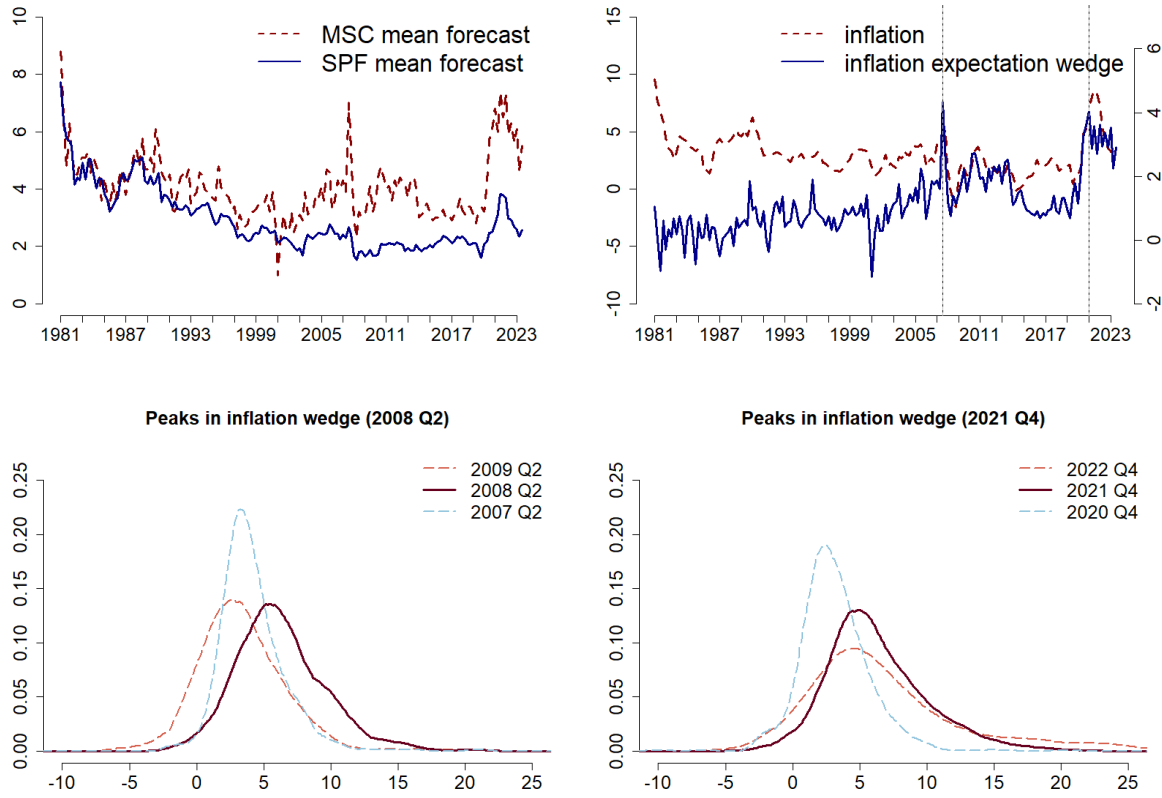 MSC mean forecast
SPF mean forecast
10
8
6
4
2
0
1981 1987 1993 1999 2005 2011 2017 2023
inflation
inflation expectation wedge
15
10
5
0
-5
-10
6
4
2
0
-2
1981 1987 1993 1999 2005 2011 2017 2023
Peaks in inflation wedge (2008 Q2)
2009 Q2
2008 Q2
2007 Q2
0.25
0.20
0.15
0.10
0.05
0.00
-10 -5 0 5 10 15 20 25
Peaks in inflation wedge (2021 Q4)
2022 Q4
2021 Q4
2020 Q4
0.25
0.20
0.15
0.10
0.05
0.00
-10 -5 0 5 10 15 20 25